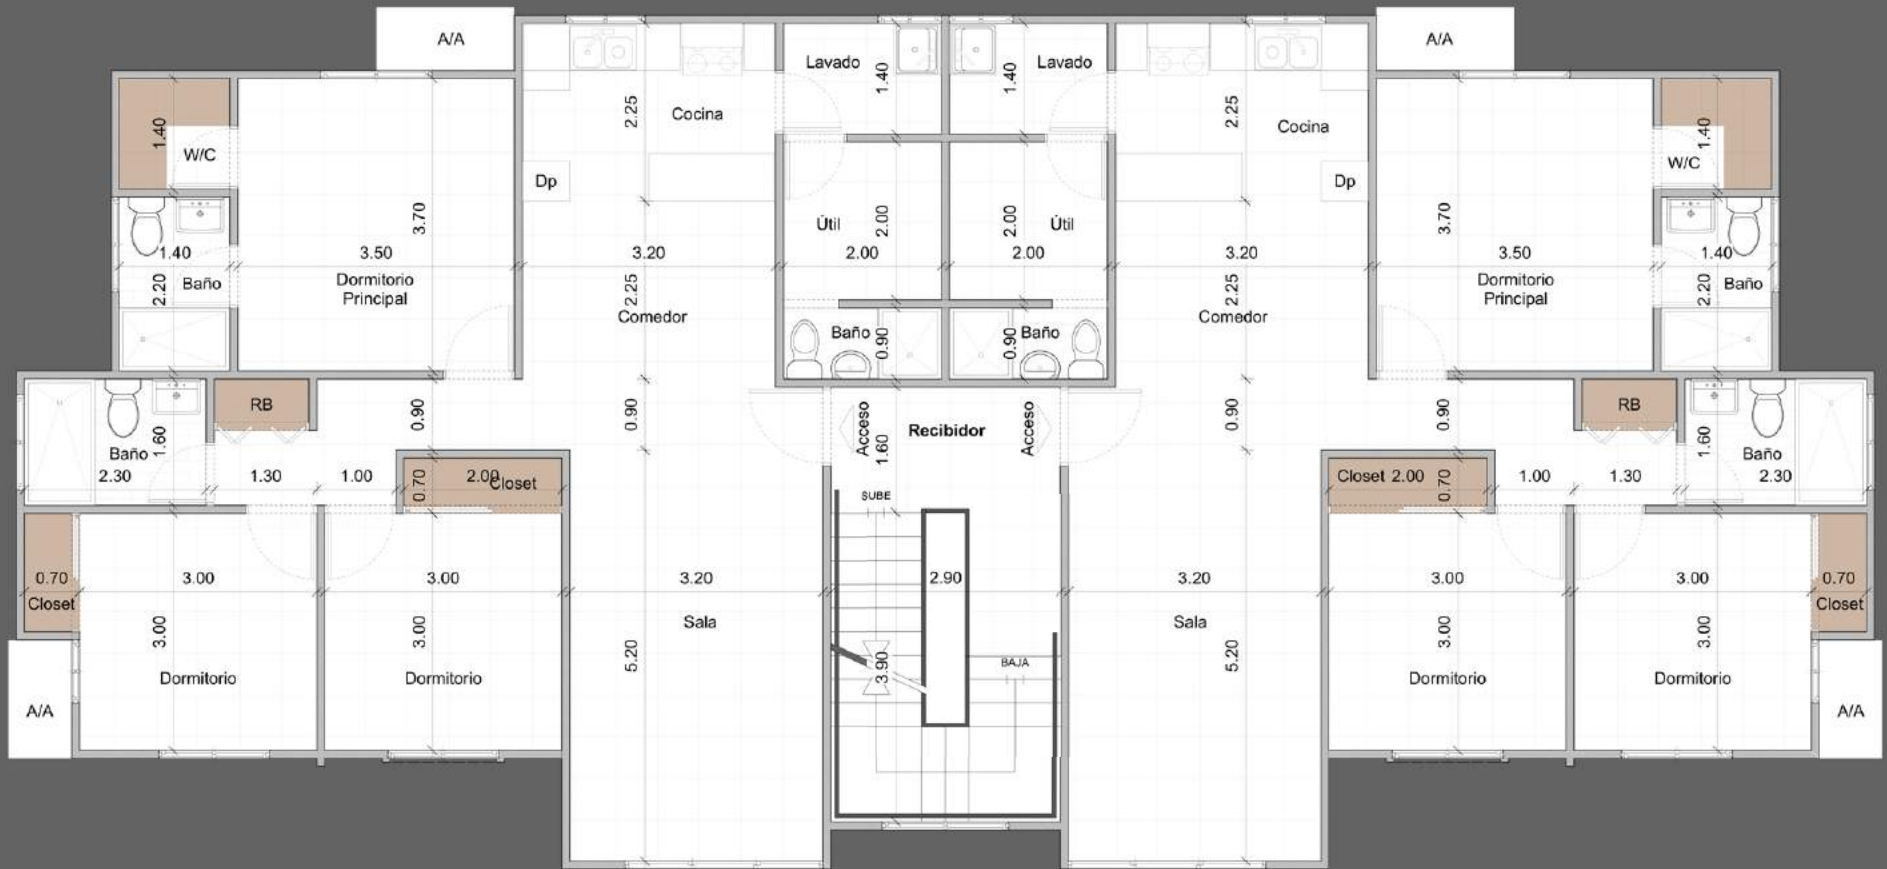 A/A
A/A
Lavado
Lavado
1.40
1.40
1.40
W/C
2.25
Cocina
2.25
Cocina
1.40
W/C
Dp
Dp
3.70
Útil
2.00
2.00
Útil
3.70
1.40
3.50
3.20
2.00
2.00
3.20
3.50
1.40
2.20
Baño
Dormitorio
Principal
2.25
Comedor
2.25
Comedor
Dormitorio
Principal
2.20
Baño
Baño
0.90
0.90
Baño
RB
0.90
0.90
Acceso
1.60
Recibidor
Acceso
0.90
0.90
RB
Baño
1.60
2.30
1.30
1.00
0.70
2.00
Closet
Closet
2.00
0.70
1.00
1.30
1.60
Baño
2.30
SUBE
0.70
Closet
3.00
3.00
3.20
2.90
3.20
3.00
3.00
0.70
Closet
3.00
3.00
Sala
Sala
3.00
3.00
5.20
3.90
BAJA
5.20
Dormitorio
Dormitorio
Dormitorio
Dormitorio
A/A
A/A